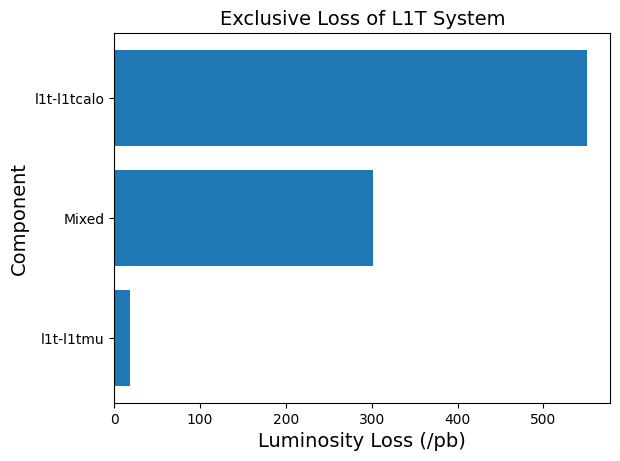 Exclusive Loss of L1T System
Component
l1t-l1tcalo
Mixed
l1t-l1tmu
0 100 200 300 400 500
Luminosity Loss (/pb)